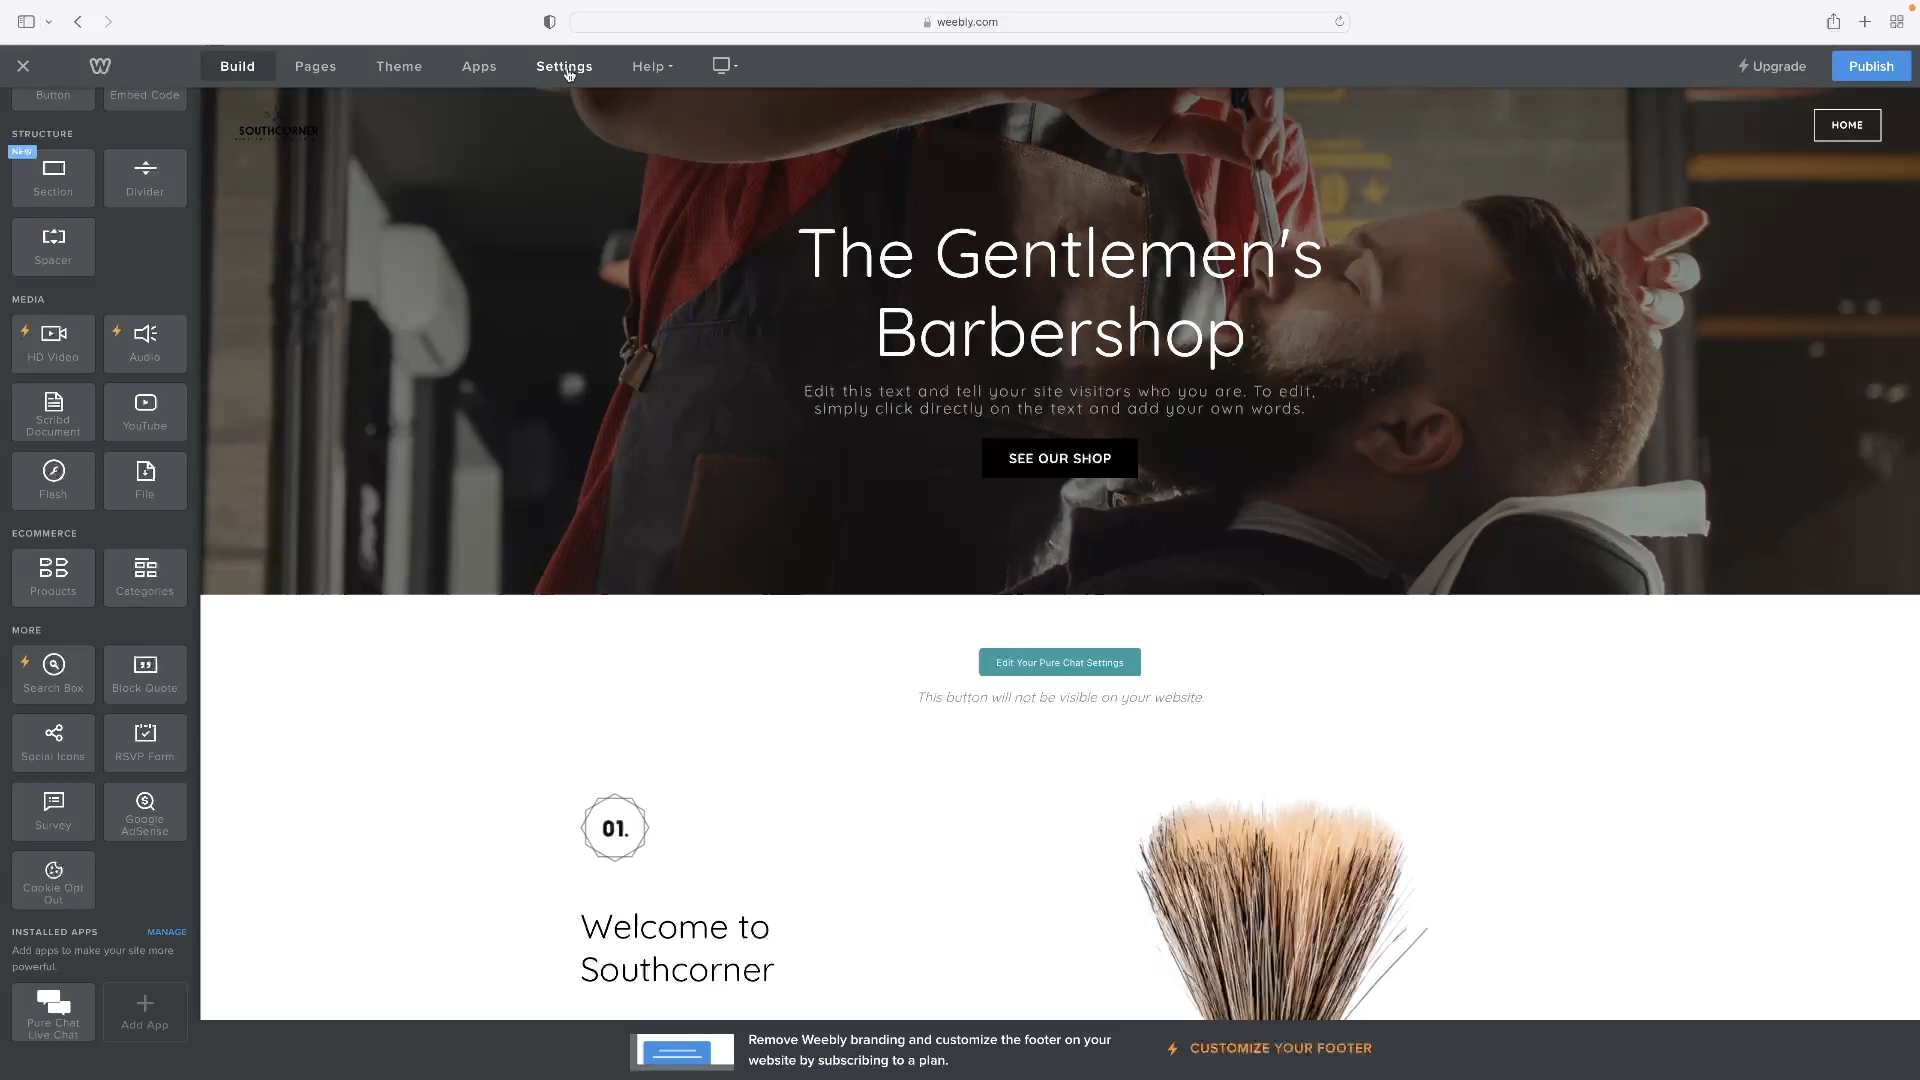 weebly.com
Build
Pages
Theme
Apps
Settings
Help
Upgrade
Publish
Button
Embed Code
STRUCTURE
NEW
Section
Divider
Spacer
MEDIA
HD Video
Audio
Scribd
Document
YouTube
Flash
File
ECOMMERCE
Products
Categories
MORE
Search Box
Block Quote
Social Icons
RSVP Form
Survey
Google
AdSense
Cookie Opt
Out
INSTALLED APPS
MANAGE
Add apps to make your site more
powerful.
Pure Chat
Live Chat
Add App
SOUTHCORNER
HOME
The Gentlemen's
Barbershop
Edit this text and tell your site visitors who you are. To edit,
simply click directly on the text and add your own words.
SEE OUR SHOP
Edit Your Pure Chat Settings
This button will not be visible on your website.
01.
Welcome to
Southcorner
Remove Weebly branding and customize the footer on your
website by subscribing to a plan.
CUSTOMIZE YOUR FOOTER